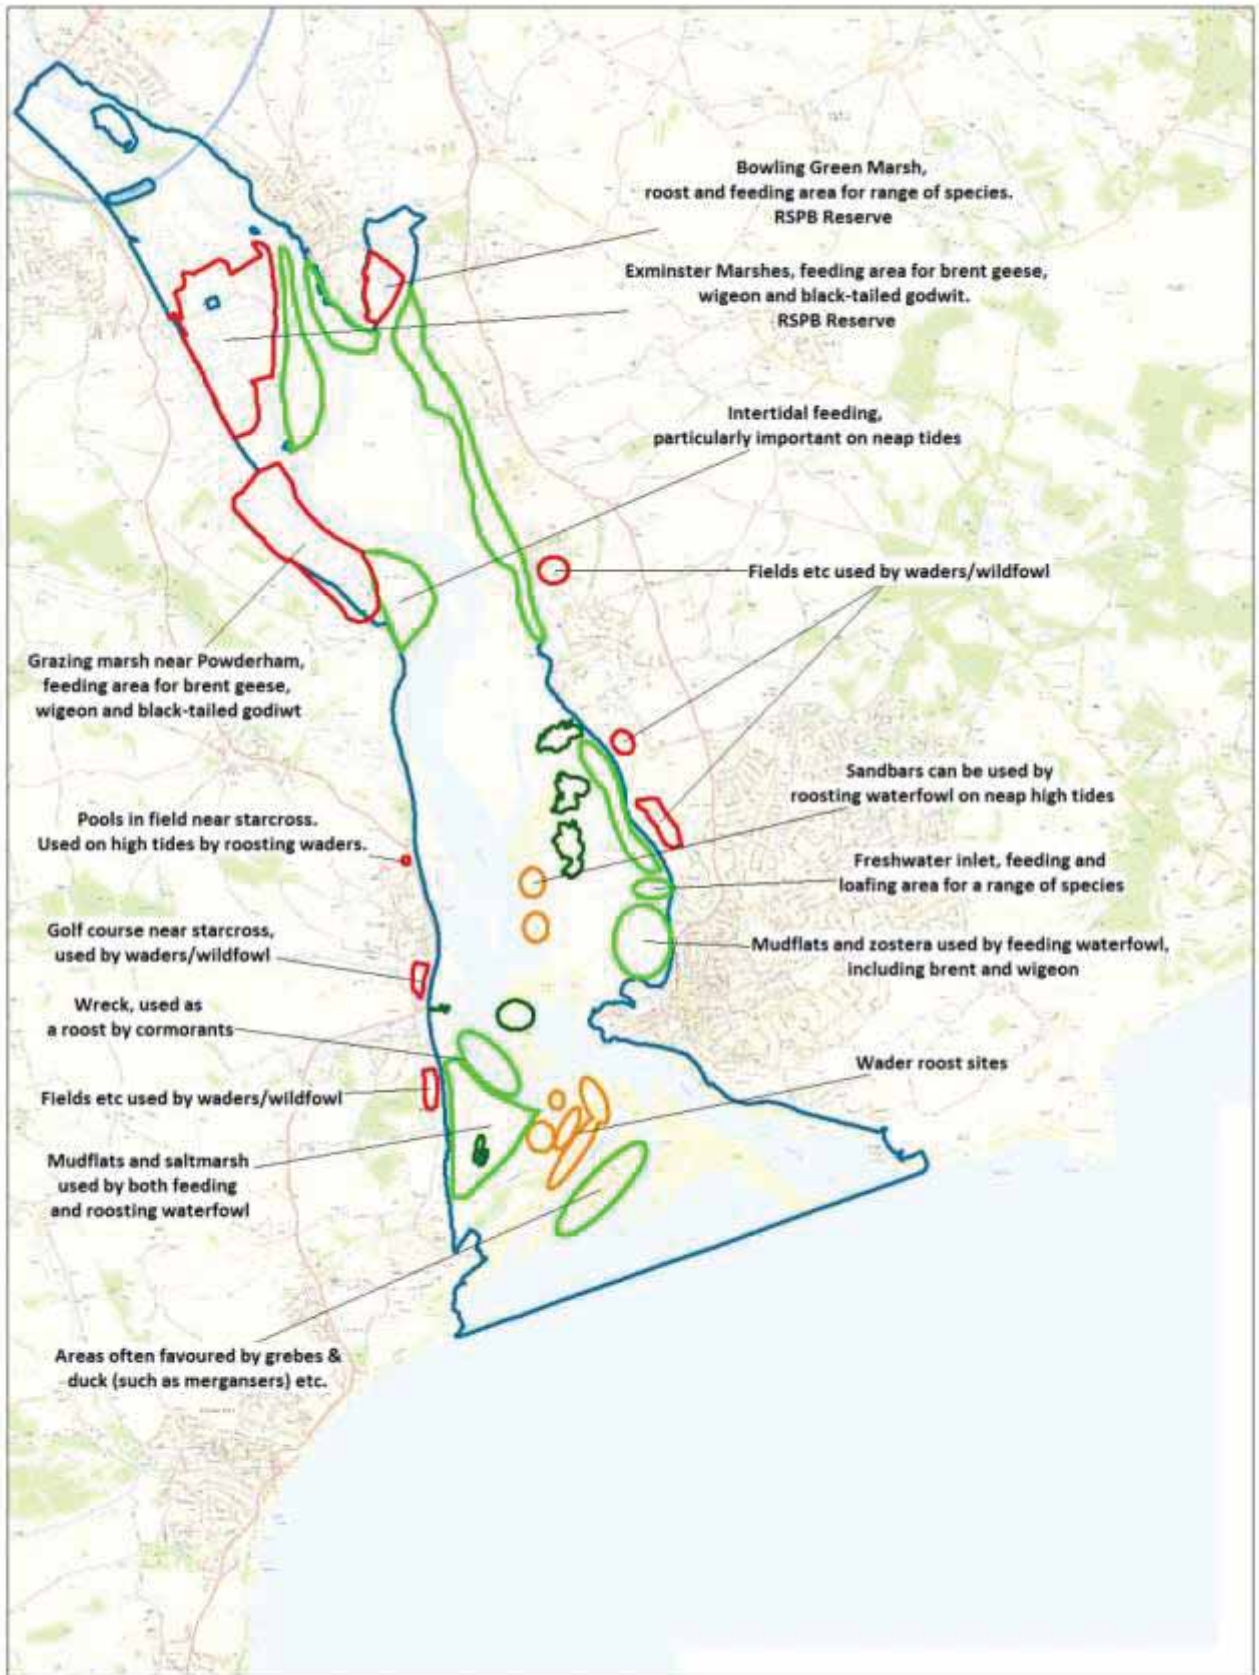 Bowling Green Marsh,
roost and feeding area for range of species.
RSPB Reserve
Exminster Marshes, feeding area for brent geese,
wigeon and black-tailed godwit.
RSPB Reserve
Intertidal feeding,
particularly important on neap tides
Fields etc used by waders/wildfowl
Grazing marsh near Powderham,
feeding area for brent geese,
wigeon and black-tailed godiwt
Sandbars can be used by
roosting waterfowl on neap high tides
Pools in field near starcross.
Used on high tides by roosting waders.
Freshwater inlet, feeding and
loafing area for a range of species
Golf course near starcross,
used by waders/wildfowl
Mudflats and zostera used by feeding waterfowl,
including brent and wigeon
Wreck, used as
a roost by cormorants
Wader roost sites
Fields etc used by waders/wildfowl
Mudflats and saltmarsh
used by both feeding
and roosting waterfowl
Areas often favoured by grebes &
duck (such as mergansers) etc.